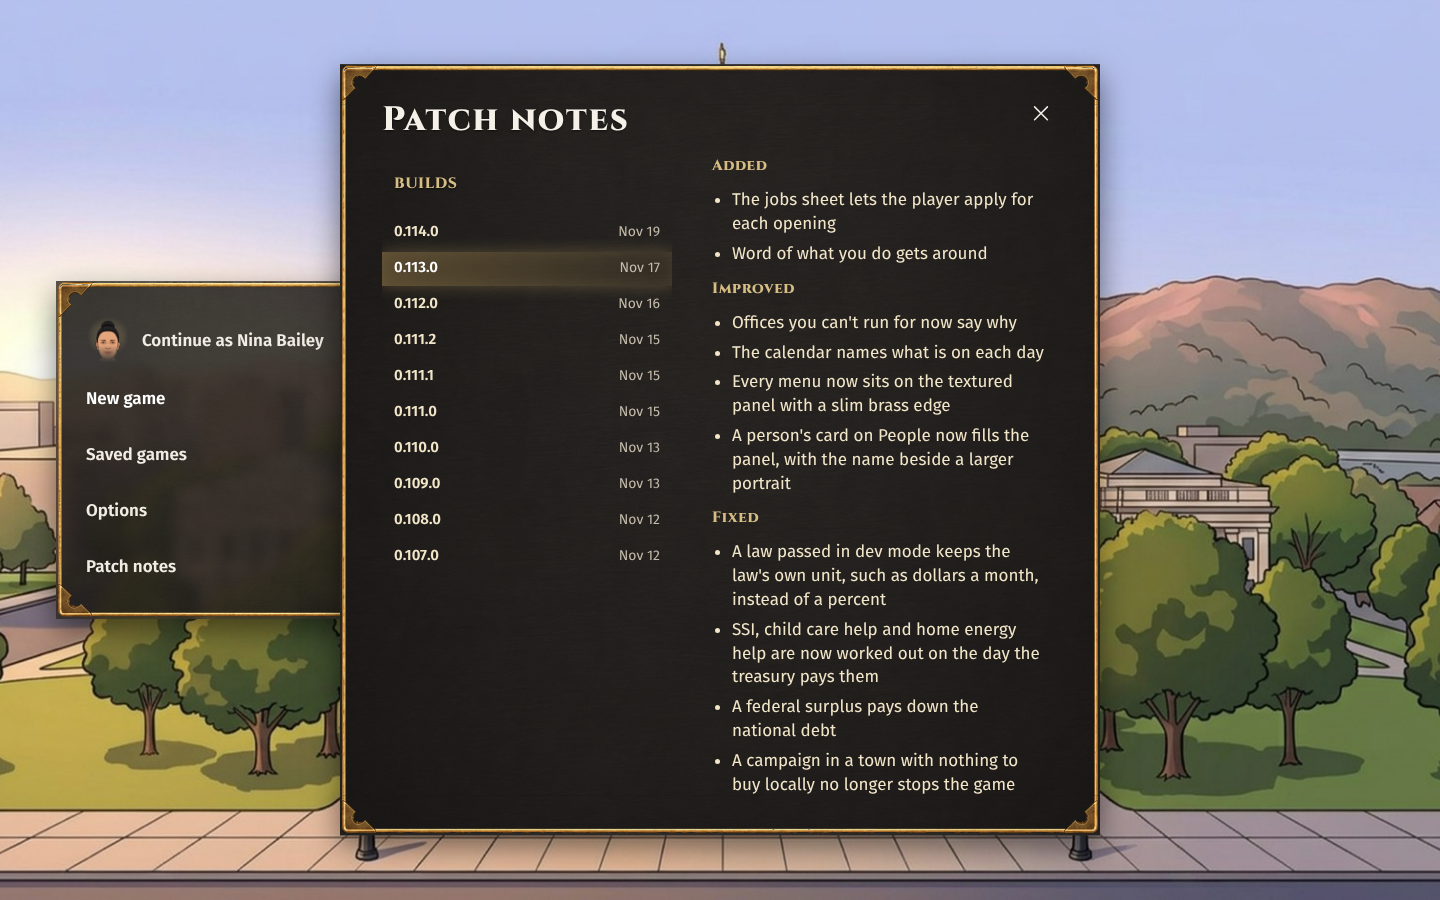 Patch notes
BUILDS
0.114.0 Nov 19
0.113.0 Nov 17
0.112.0 Nov 16
0.111.2 Nov 15
0.111.1 Nov 15
0.111.0 Nov 15
0.110.0 Nov 13
0.109.0 Nov 13
0.108.0 Nov 12
0.107.0 Nov 12
Added
• The jobs sheet lets the player apply for
each opening
• Word of what you do gets around
Improved
• Offices you can't run for now say why
• The calendar names what is on each day
• Every menu now sits on the textured
panel with a slim brass edge
• A person's card on People now fills the
panel, with the name beside a larger
portrait
Fixed
• A law passed in dev mode keeps the
law's own unit, such as dollars a month,
instead of a percent
• SSI, child care help and home energy
help are now worked out on the day the
treasury pays them
• A federal surplus pays down the
national debt
• A campaign in a town with nothing to
buy locally no longer stops the game
Continue as Nina Bailey
New game
Saved games
Options
Patch notes